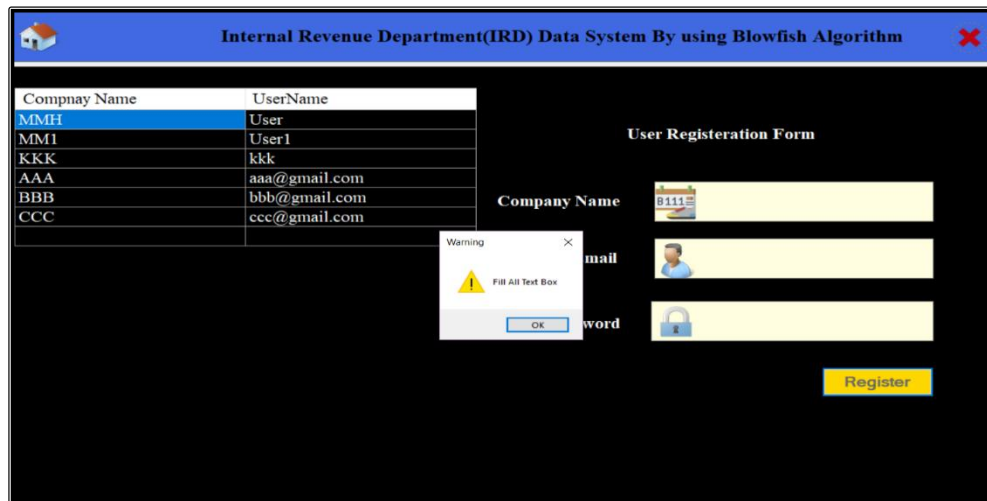 Internal Revenue Department(IRD) Data System By using Blowfish Algorithm
Compnay Name UserName
MMH User
MM1 User1
KKK kkk
AAA aaa@gmail.com
BBB bbb@gmail.com
CCC ccc@gmail.com
User Registeration Form
Company Name
B111
mail
word
Register
Warning
Fill All Text Box
OK